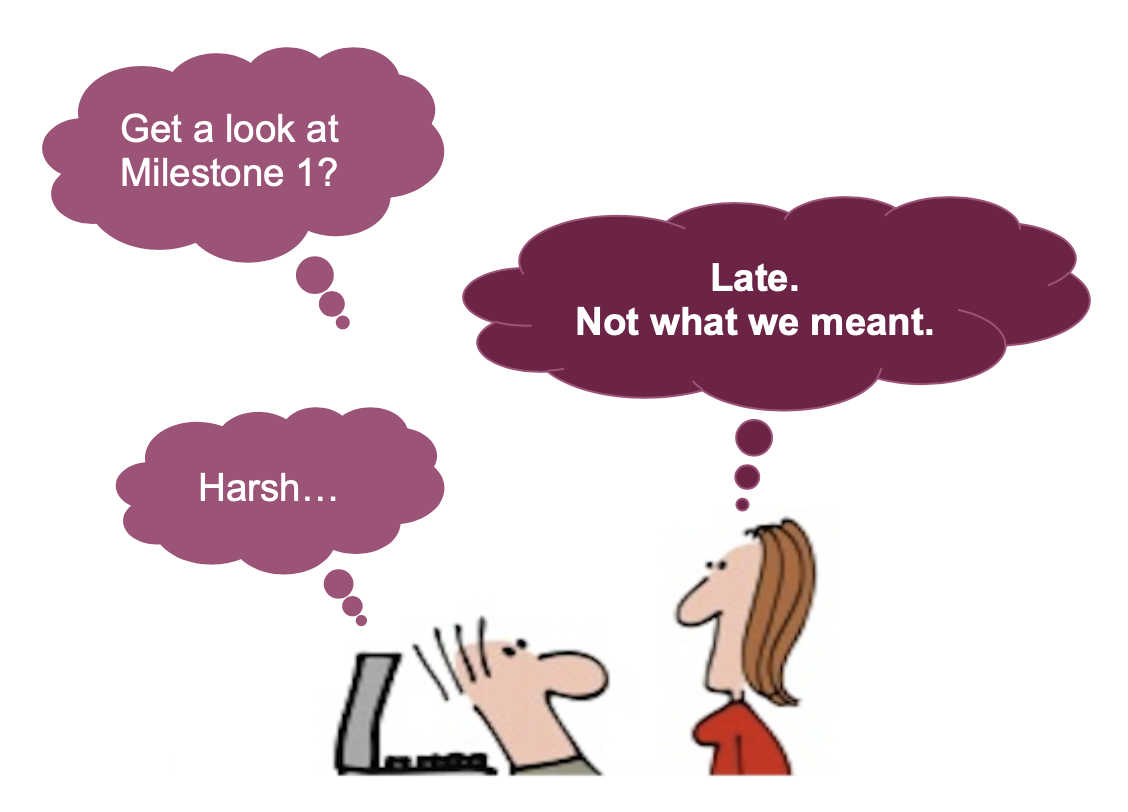 Get a look at
Milestone 1?
Late.
Not what we meant.
Harsh…